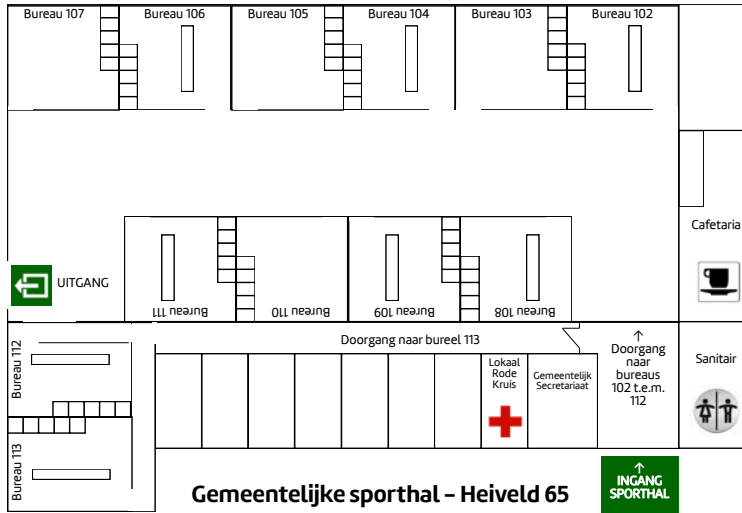 Bureau 107
Bureau 106
Bureau 105
Bureau 104
Bureau 103
Bureau 102
Cafetaria
UITGANG
Bureau 111
Bureau 110
Bureau 109
Bureau 108
Doorgang naar bureel 113
Bureau 112
Lokaal
Rode
Kruis
Gemeentelijk
Secretariaat
↑
Doorgang
naar
bureaus
102 t.e.m.
112
Sanitair
Bureau 113
Gemeentelijke sporthal – Heiveld 65
↑
INGANG
SPORTHAL